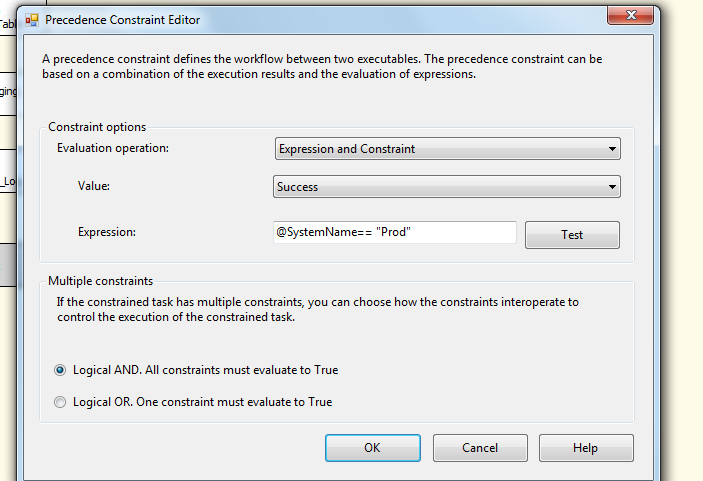 Precedence Constraint Editor
Tabl
A precedence constraint defines the workflow between two executables. The precedence constraint can be
based on a combination of the execution results and the evaluation of expressions.
ging
Constraint options
Evaluation operation:
Expression and Constraint
_Lo
Value:
Success
Expression:
@SystemName== "Prod"
Test
Multiple constraints
If the constrained task has multiple constraints, you can choose how the constraints interoperate to
control the execution of the constrained task.
Logical AND. All constraints must evaluate to True
Logical OR. One constraint must evaluate to True
OK
Cancel
Help